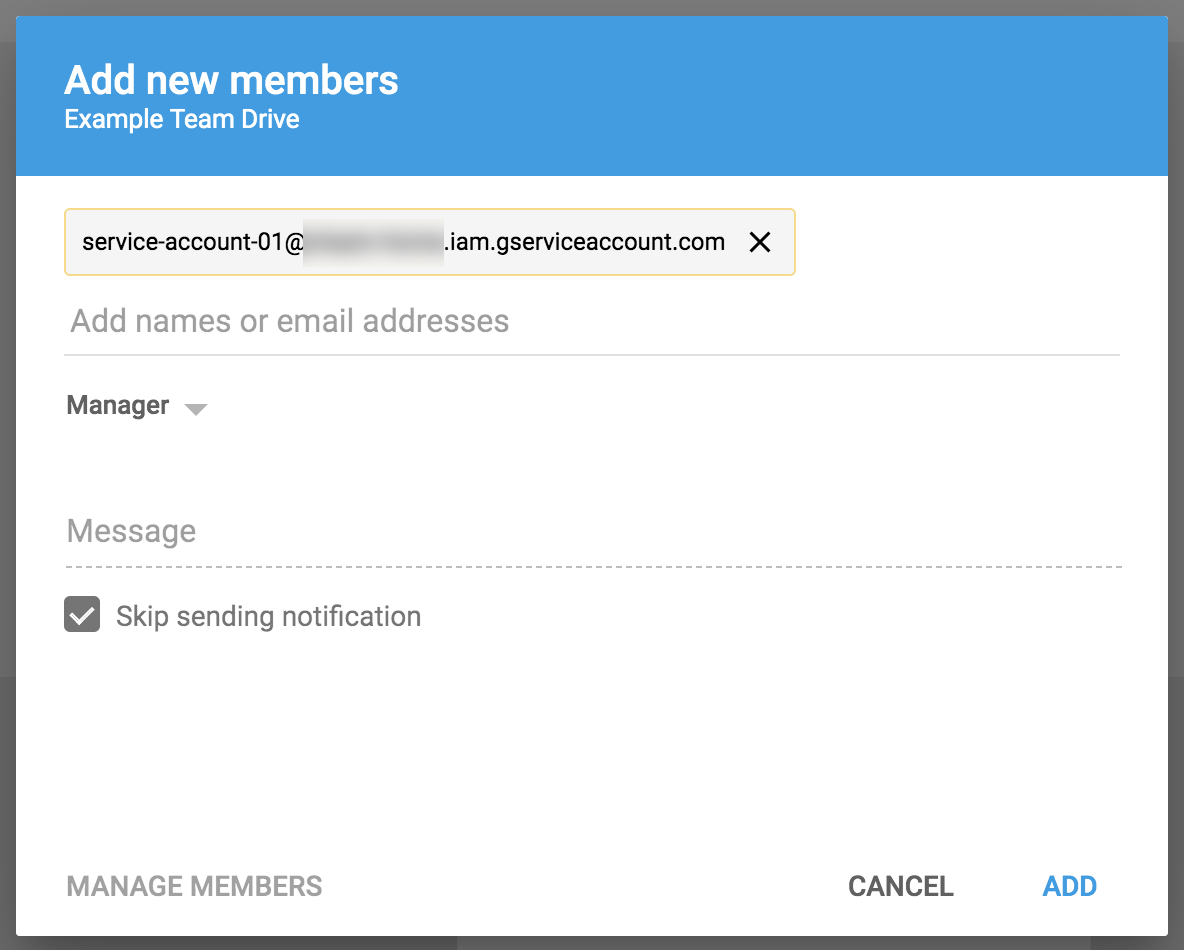 Add new members
Example Team Drive
service-account-01@ .iam.gserviceaccount.com
Add names or email addresses
Manager
Message
Skip sending notification
MANAGE MEMBERS CANCEL ADD